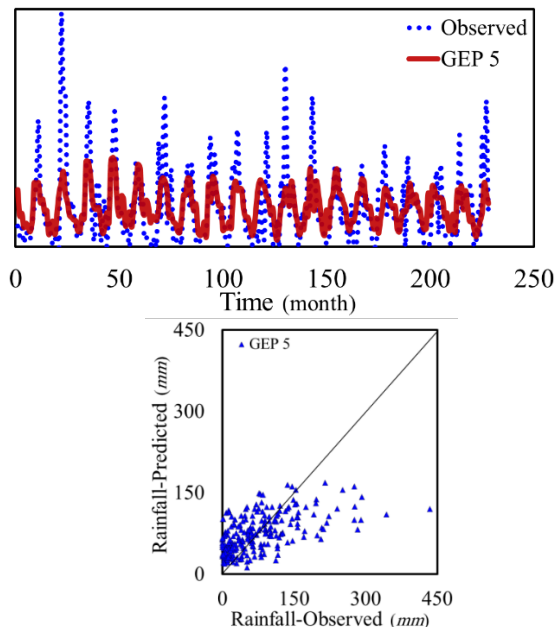 Observed
GEP 5
0 50 100 150 200 250
Time (month)
450
GEP 5
300
150
0
Rainfall-Predicted (mm)
0 150 300 450
Rainfall-Observed (mm)